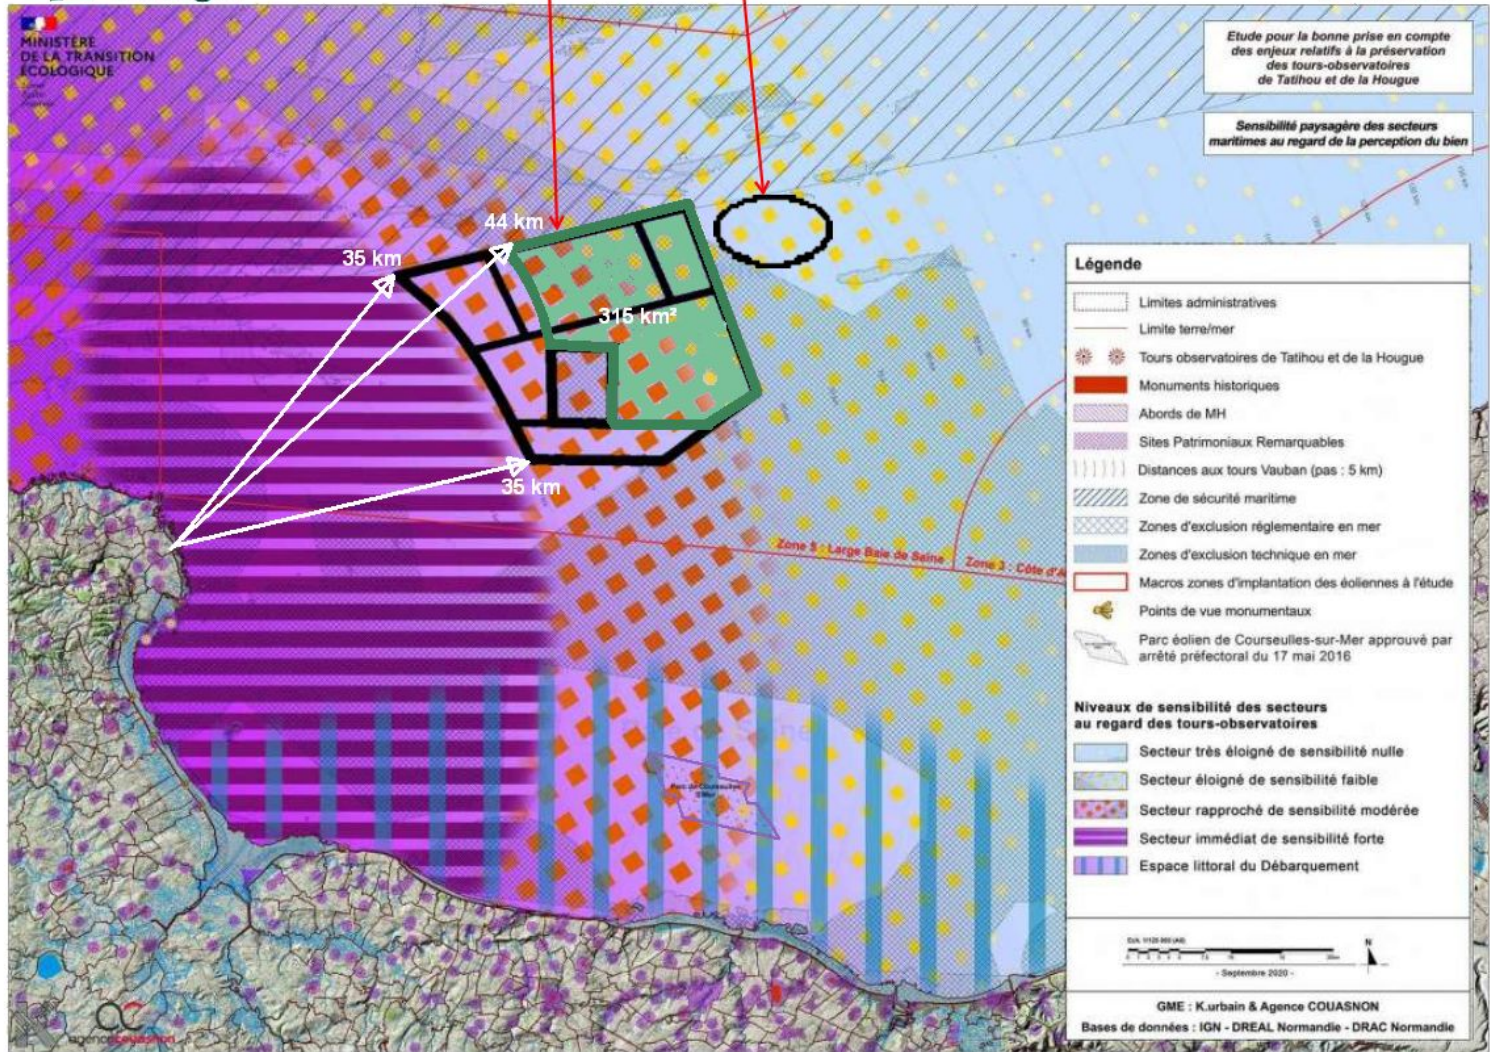 MINISTÈRE
DE LA TRANSITION
ÉCOLOGIQUE
Etude pour la bonne prise en compte
des enjeux relatifs à la préservation
des tours-observatoires
de Tatihou et de la Hougue
Sensibilité paysagère des secteurs
maritimes au regard de la perception du bien
44 km
35 km
315 km²
35 km
Zone 5 : Large Baie de Seine
Zone 3 : Côte d'A
Parc de Courseulles
Légende
Limites administratives
Limite terre/mer
Tours observatoires de Tatihou et de la Hougue
Monuments historiques
Abords de MH
Sites Patrimoniaux Remarquables
Distances aux tours Vauban (pas : 5 km)
Zone de sécurité maritime
Zones d'exclusion réglementaire en mer
Zones d'exclusion technique en mer
Macros zones d'implantation des éoliennes à l'étude
Points de vue monumentaux
Parc éolien de Courseulles-sur-Mer approuvé par
arrêté préfectoral du 17 mai 2016
Niveaux de sensibilité des secteurs
au regard des tours-observatoires
Secteur très éloigné de sensibilité nulle
Secteur éloigné de sensibilité faible
Secteur rapproché de sensibilité modérée
Secteur immédiat de sensibilité forte
Espace littoral du Débarquement
N
- Septembre 2020 -
GME : K.urbain & Agence COUASNON
Bases de données : IGN - DREAL Normandie - DRAC Normandie
agencecouasnon